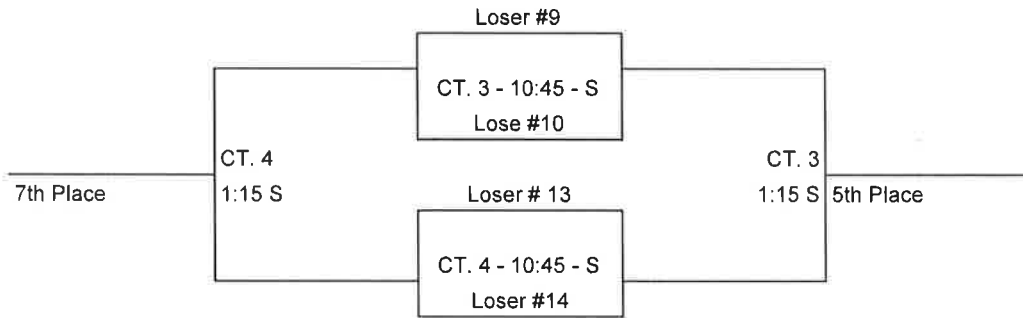 Loser #9
CT. 3 - 10:45 - S
Lose #10
CT. 4
CT. 3
7th Place
1:15 S
Loser # 13
1:15 S
5th Place
CT. 4 - 10:45 - S
Loser #14